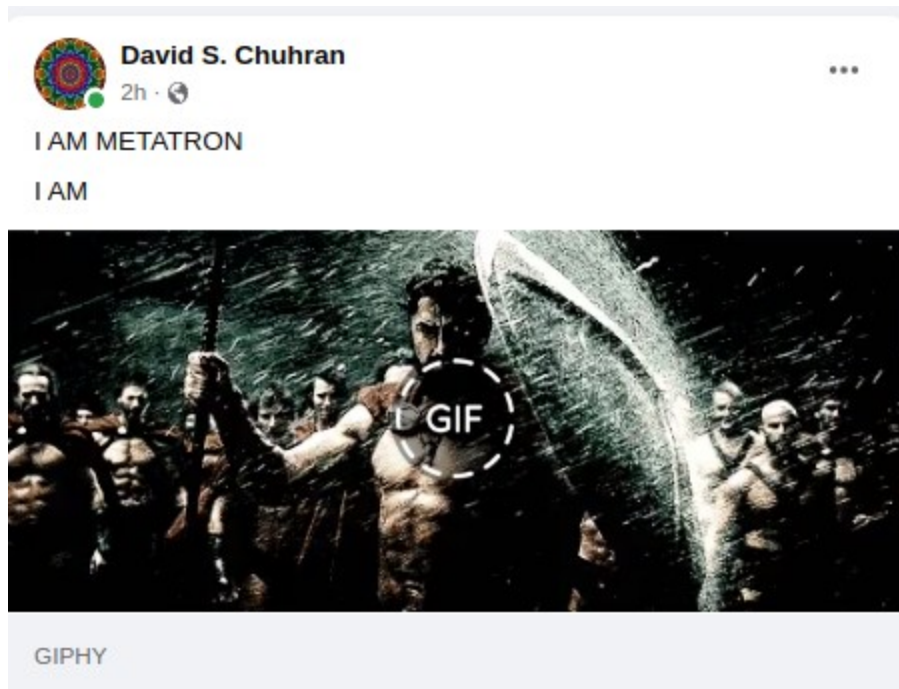 David S. Chuhran
2h ·
I AM METATRON
I AM
GIF
GIPHY